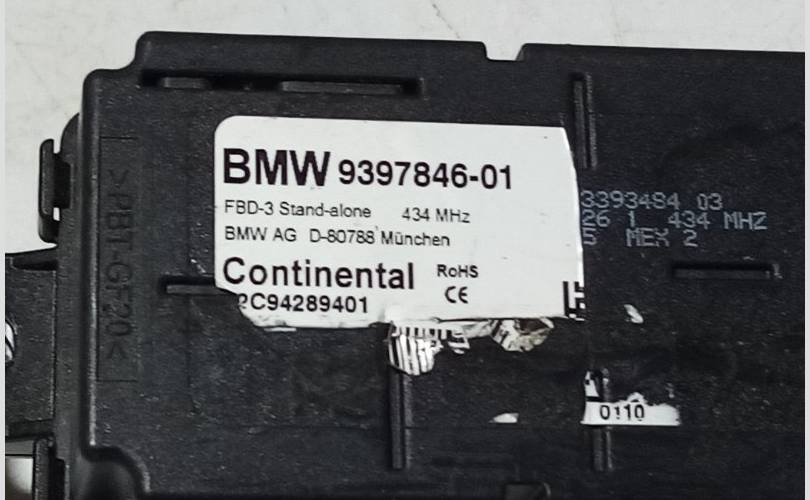 BMW 9397846-01
FBD-3 Stand-alone 434 MHz
BMW AG D-80788 München
Continental RoHS
CE
2C94289401
3393484 03
26 1 434 MHZ
5 MEX 2
>PBT-GF20<
0110